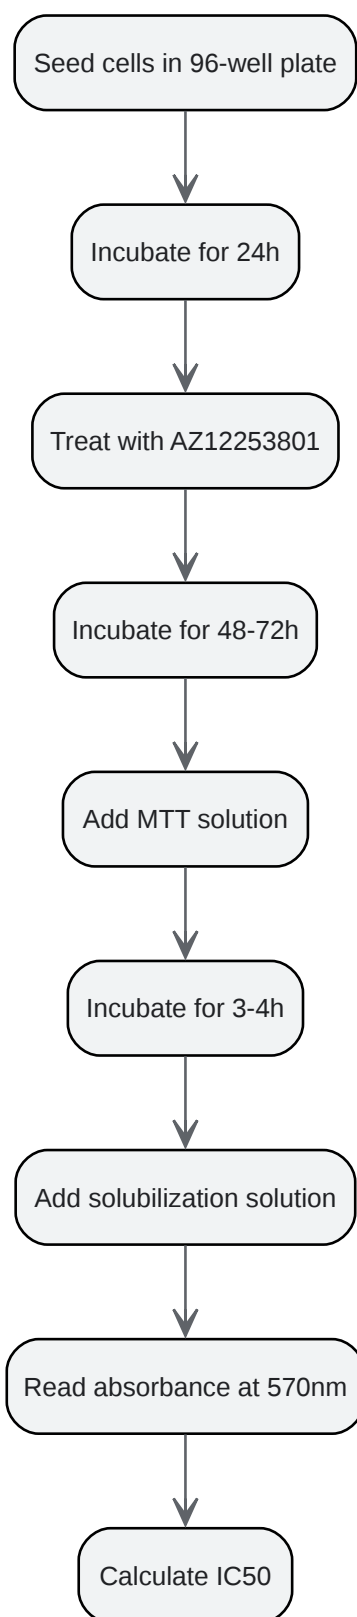 Seed cells in 96-well plate
Incubate for 24h
Treat with AZ12253801
Incubate for 48-72h
Add MTT solution
Incubate for 3-4h
Add solubilization solution
Read absorbance at 570nm
Calculate IC50